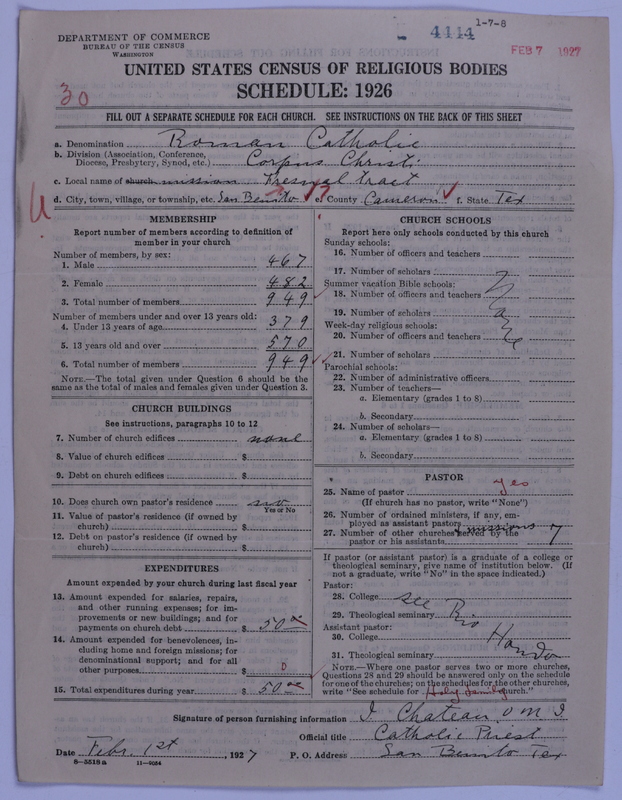 1-7-8
4114
DEPARTMENT OF COMMERCE
BUREAU OF THE CENSUS
WASHINGTON
FEB 7 1927
UNITED STATES CENSUS OF RELIGIOUS BODIES
SCHEDULE: 1926
30
FILL OUT A SEPARATE SCHEDULE FOR EACH CHURCH. SEE INSTRUCTIONS ON THE BACK OF THIS SHEET
a. Denomination Roman Catholic
b. Division (Association, Conference, Diocese, Presbytery, Synod, etc.) Corpus Christi
c. Local name of church mission Fresnal tract
d. City, town, village, or township, etc. San Benito e. County Cameron f. State Tex
MEMBERSHIP
Report number of members according to definition of
member in your church
Number of members, by sex:
1. Male 467
2. Female 482
3. Total number of members 949
Number of members under and over 13 years old:
4. Under 13 years of age 379
5. 13 years old and over 570
6. Total number of members 949
NOTE.—The total given under Question 6 should be
the same as the total of males and females given under Question 3.
CHURCH BUILDINGS
See instructions, paragraphs 10 to 12
7. Number of church edifices none
8. Value of church edifices $
9. Debt on church edifices $
10. Does church own pastor's residence
Yes or No
11. Value of pastor's residence (if owned by
church) $
12. Debt on pastor's residence (if owned by
church) $
EXPENDITURES
Amount expended by your church during last fiscal year
13. Amount expended for salaries, repairs,
and other running expenses; for im-
provements or new buildings; and for
payments on church debt $ 50
14. Amount expended for benevolences, in-
cluding home and foreign missions; for
denominational support; and for all
other purposes $ 0
15. Total expenditures during year $ 50
CHURCH SCHOOLS
Report here only schools conducted by this church
Sunday schools:
16. Number of officers and teachers
17. Number of scholars
Summer vacation Bible schools:
18. Number of officers and teachers
19. Number of scholars
Week-day religious schools:
20. Number of officers and teachers
21. Number of scholars
Parochial schools:
22. Number of administrative officers
23. Number of teachers—
a. Elementary (grades 1 to 8)
b. Secondary
24. Number of scholars—
a. Elementary (grades 1 to 8)
b. Secondary
PASTOR
25. Name of pastor yes
(If church has no pastor, write "None")
26. Number of ordained ministers, if any, em-
ployed as assistant pastors
27. Number of other churches served by the missions 7
pastor or his assistants
If pastor (or assistant pastor) is a graduate of a college or
theological seminary, give name of institution below. (If
not a graduate, write "No" in the space indicated.)
Pastor:
28. College see
29. Theological seminary Rio
Assistant pastor:
30. College Hondo
31. Theological seminary
NOTE.—Where one pastor serves two or more churches,
Questions 28 and 29 should be answered only on the schedule
for one of the churches; on the schedules for the other churches,
write "See schedule for Holy Family church."
Signature of person furnishing information J. Chateau O M I
Official title Catholic Priest
Date Febr. 1st, 1927 P. O. Address San Benito Tex
8-5518a 11-9024